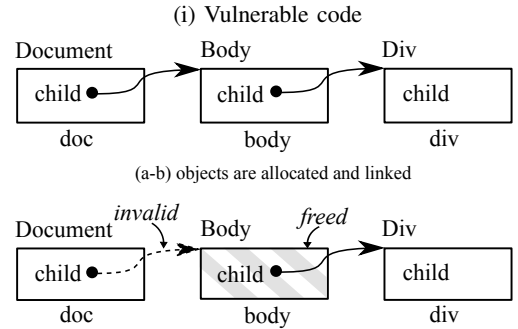 (i) Vulnerable code
Document Body Div
child child child
doc body div
(a-b) objects are allocated and linked
invalid freed
Document Body Div
child child child
doc body div